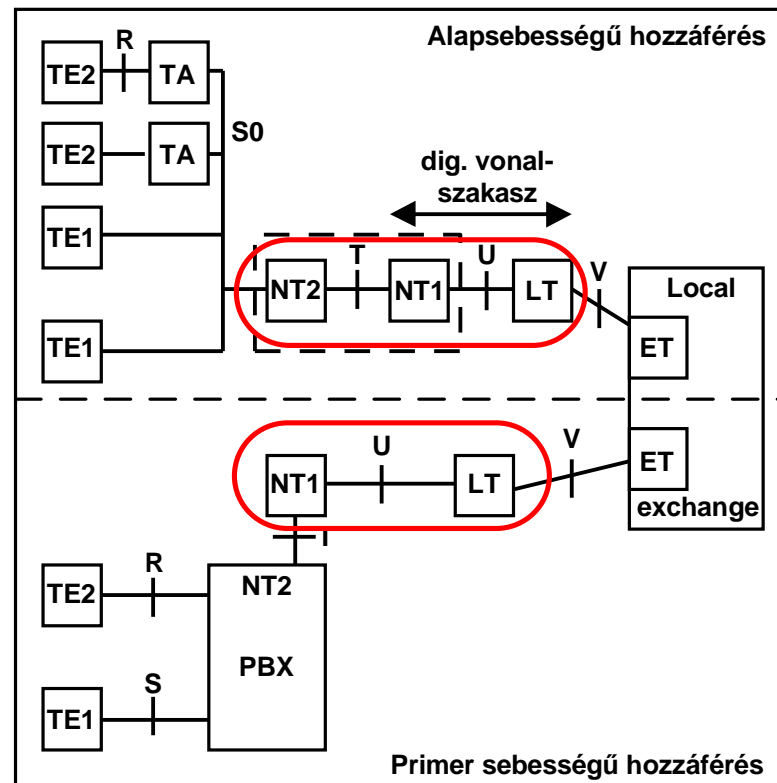 Alapsebességű hozzáférés
R
TE2
TA
S0
TE2
TA
dig. vonal-
szakasz
TE1
T
U
V
NT2
NT1
LT
Local
TE1
ET
U
V
ET
NT1
LT
exchange
R
NT2
TE2
PBX
S
TE1
Primer sebességű hozzáférés